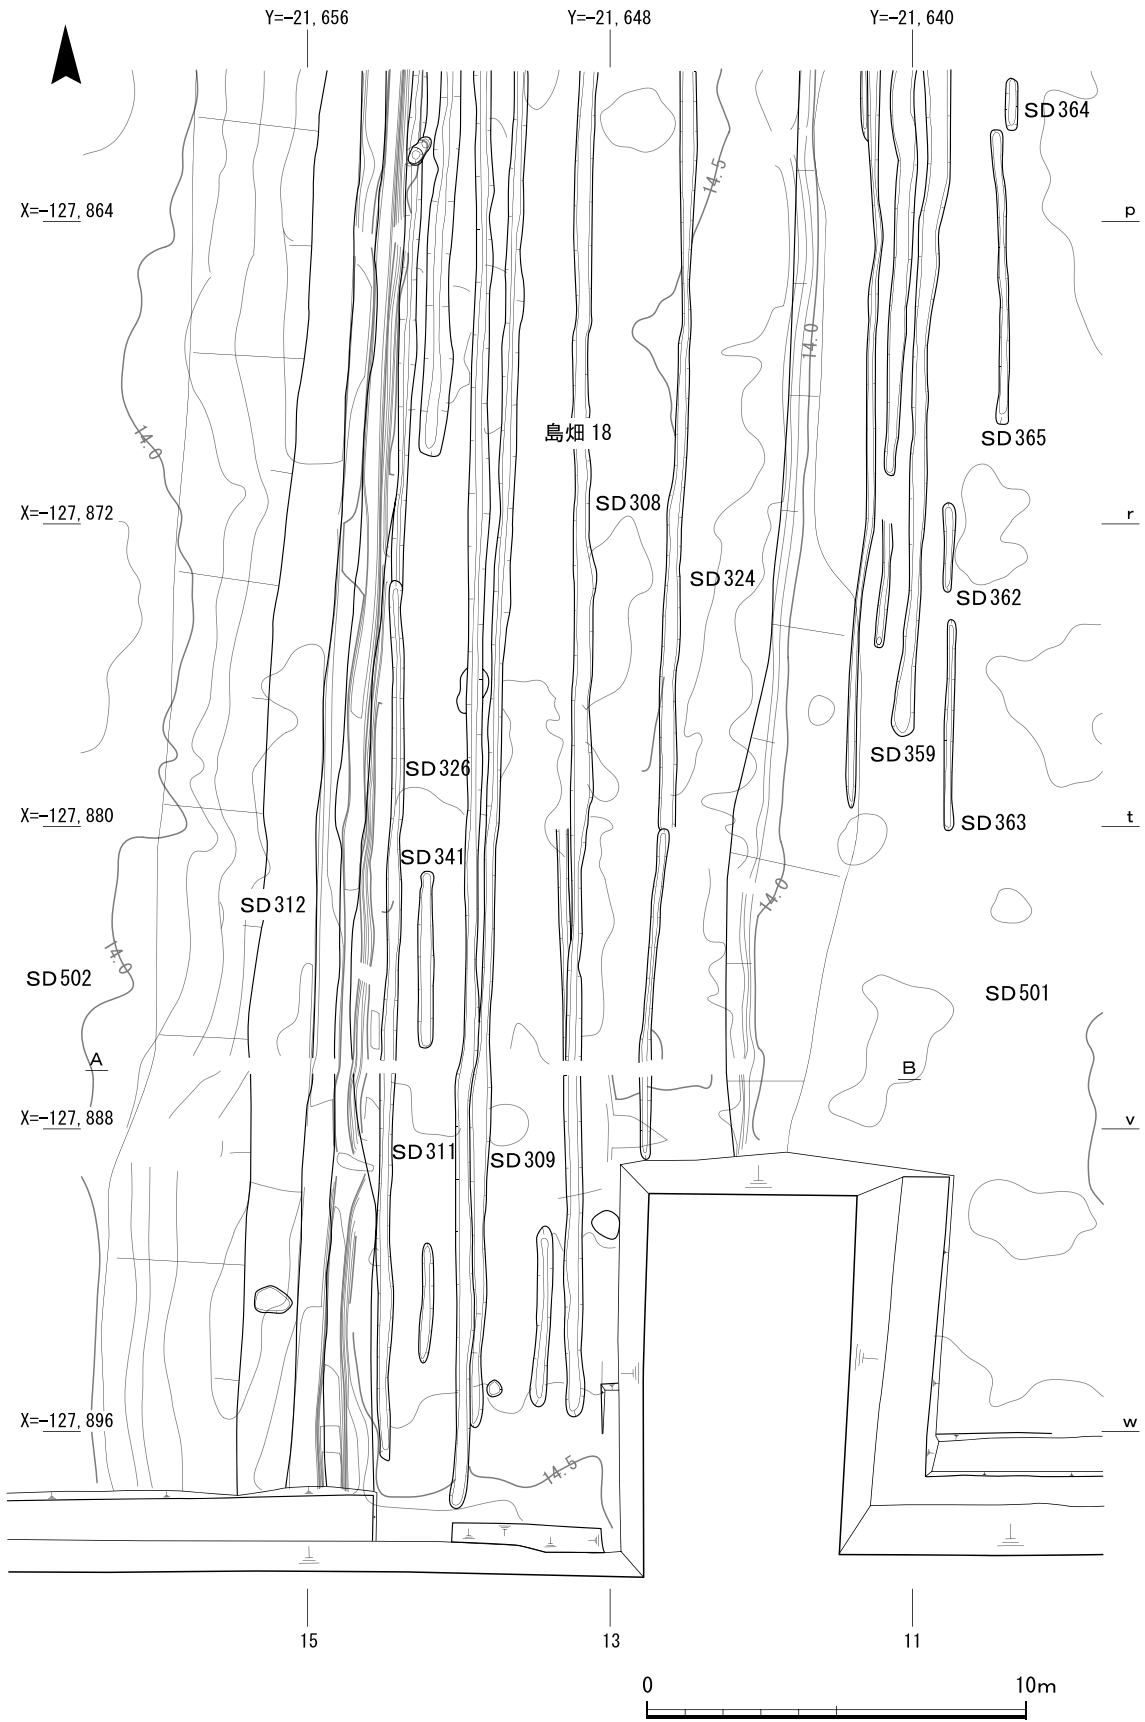 Y=-21,656
Y=-21,648
Y=-21,640
SD364
14.5
X=-127,864
p
14.0
14.0
島畑 18
SD365
SD308
X=-127,872
r
SD324
SD362
SD326
SD359
X=-127,880
t
SD363
SD341
SD312
14.0
14.0
SD502
SD501
A
B
X=-127,888
v
SD311
SD309
X=-127,896
w
14.5
15
13
11
0
10m